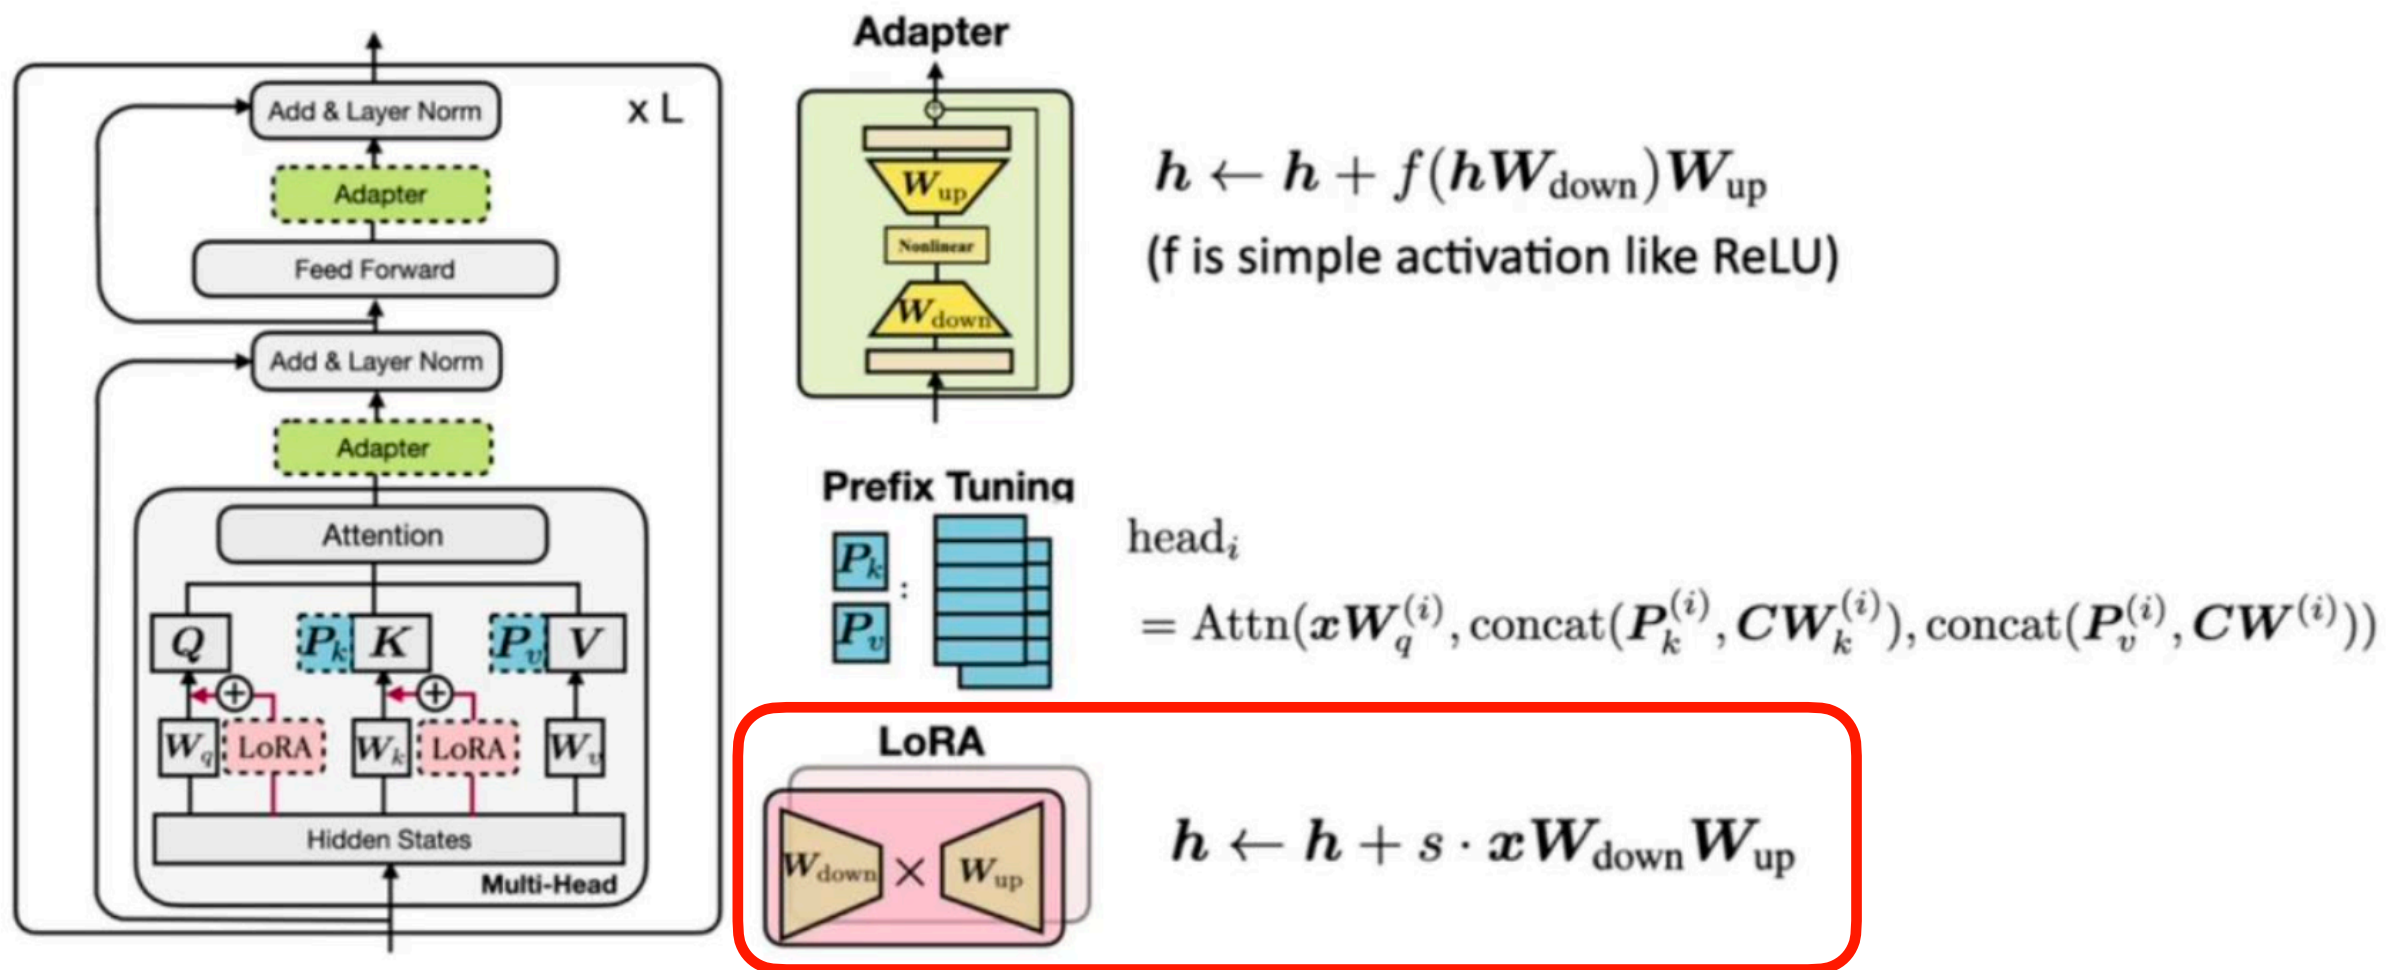 Add & Layer Norm
x L
Adapter
Feed Forward
Add & Layer Norm
Adapter
Attention
Q
P_k
K
P_v
V
+
+
W_q
LoRA
W_k
LoRA
W_v
Hidden States
Multi-Head
Adapter
+
W_up
Nonlinear
W_down
h ← h + f(hW_down)W_up
(f is simple activation like ReLU)
Prefix Tuning
P_k
:
P_v
head_i
= Attn(xW_q^(i), concat(P_k^(i), CW_k^(i)), concat(P_v^(i), CW^(i)))
LoRA
W_down × W_up
h ← h + s · xW_down W_up